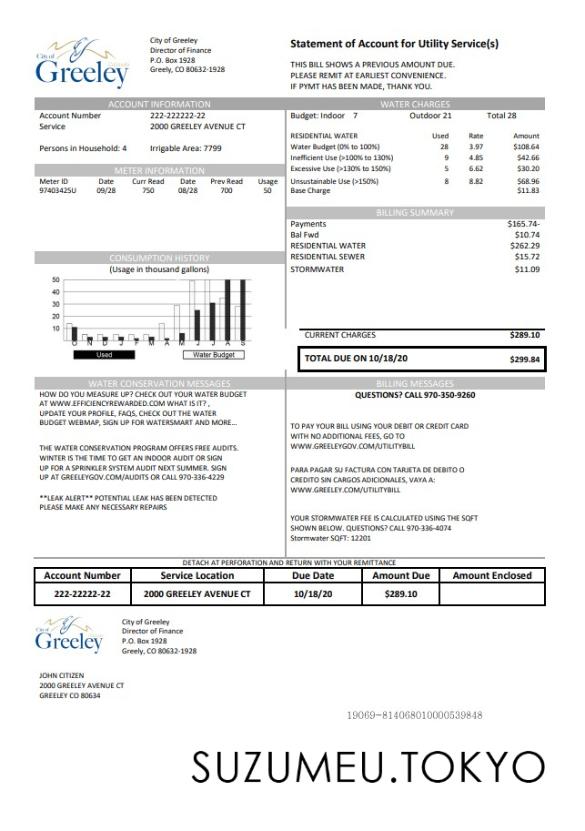 City of
Greeley
City of Greeley
Director of Finance
P.O. Box 1928
Greely, CO 80632-1928
Statement of Account for Utility Service(s)
THIS BILL SHOWS A PREVIOUS AMOUNT DUE.
PLEASE REMIT AT EARLIEST CONVENIENCE.
IF PYMT HAS BEEN MADE, THANK YOU.
ACCOUNT INFORMATION
Account Number 222-222222-22
Service 2000 GREELEY AVENUE CT
Persons in Household: 4 Irrigable Area: 7799
METER INFORMATION
Meter ID Date Curr Read Date Prev Read Usage
97403425U 09/28 750 08/28 700 50
CONSUMPTION HISTORY
(Usage in thousand gallons)
50
40
30
20
10
O N D J F M A M J J A S
Used Water Budget
WATER CHARGES
Budget: Indoor 7 Outdoor 21 Total 28
RESIDENTIAL WATER Used Rate Amount
Water Budget (0% to 100%) 28 3.97 $108.64
Inefficient Use (>100% to 130%) 9 4.85 $42.66
Excessive Use (>130% to 150%) 5 6.62 $30.20
Unsustainable Use (>150%) 8 8.82 $68.96
Base Charge $11.83
BILLING SUMMARY
Payments $165.74-
Bal Fwd $10.74
RESIDENTIAL WATER $262.29
RESIDENTIAL SEWER $15.72
STORMWATER $11.09
CURRENT CHARGES $289.10
TOTAL DUE ON 10/18/20 $299.84
WATER CONSERVATION MESSAGES
HOW DO YOU MEASURE UP? CHECK OUT YOUR WATER BUDGET
AT WWW.EFFICIENCYREWARDED.COM WHAT IS IT? ,
UPDATE YOUR PROFILE, FAQS, CHECK OUT THE WATER
BUDGET WEBMAP, SIGN UP FOR WATERSMART AND MORE...
THE WATER CONSERVATION PROGRAM OFFERS FREE AUDITS.
WINTER IS THE TIME TO GET AN INDOOR AUDIT OR SIGN
UP FOR A SPRINKLER SYSTEM AUDIT NEXT SUMMER. SIGN
UP AT GREELEYGOV.COM/AUDITS OR CALL 970-336-4229
**LEAK ALERT** POTENTIAL LEAK HAS BEEN DETECTED
PLEASE MAKE ANY NECESSARY REPAIRS
BILLING MESSAGES
QUESTIONS? CALL 970-350-9260
TO PAY YOUR BILL USING YOUR DEBIT OR CREDIT CARD
WITH NO ADDITIONAL FEES, GO TO
WWW.GREELEYGOV.COM/UTILITYBILL
PARA PAGAR SU FACTURA CON TARJETA DE DEBITO O
CREDITO SIN CARGOS ADICIONALES, VAYA A:
WWW.GREELEY.COM/UTILITYBILL
YOUR STORMWATER FEE IS CALCULATED USING THE SQFT
SHOWN BELOW. QUESTIONS? CALL 970-336-4074
Stormwater SQFT: 12201
DETACH AT PERFORATION AND RETURN WITH YOUR REMITTANCE
Account Number Service Location Due Date Amount Due Amount Enclosed
222-22222-22 2000 GREELEY AVENUE CT 10/18/20 $289.10
City of
Greeley
City of Greeley
Director of Finance
P.O. Box 1928
Greely, CO 80632-1928
JOHN CITIZEN
2000 GREELEY AVENUE CT
GREELEY CO 80634
19069-814068010000539848
SUZUMEU.TOKYO